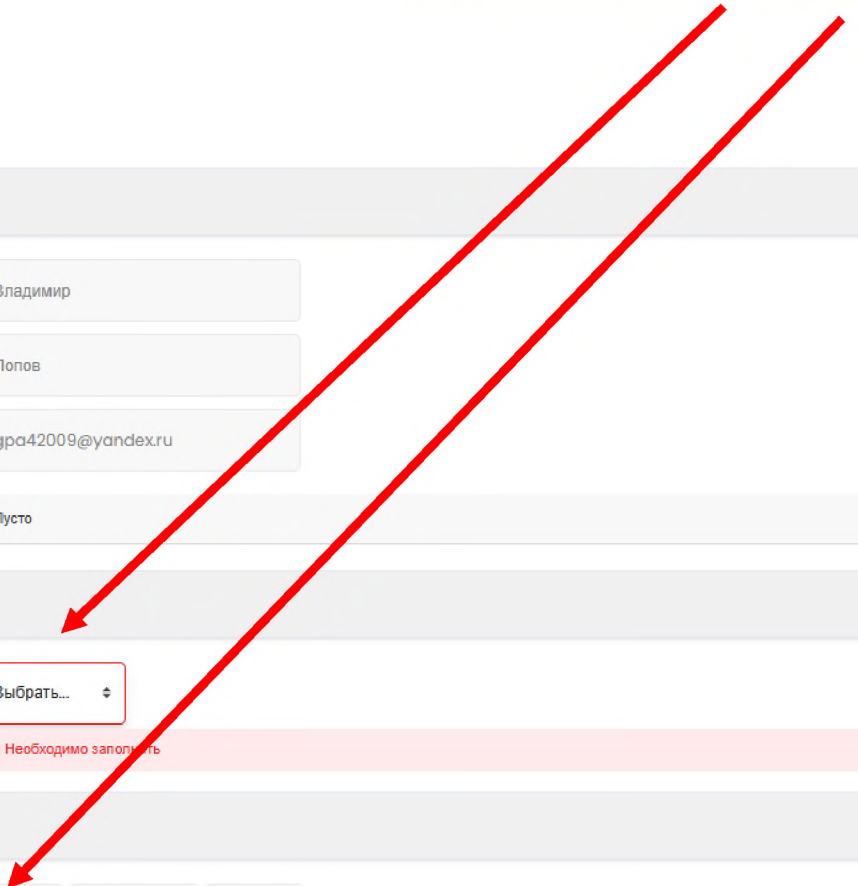 Владимир
Попов
gpa42009@yandex.ru
Пусто
Выбрать...
Необходимо заполнить